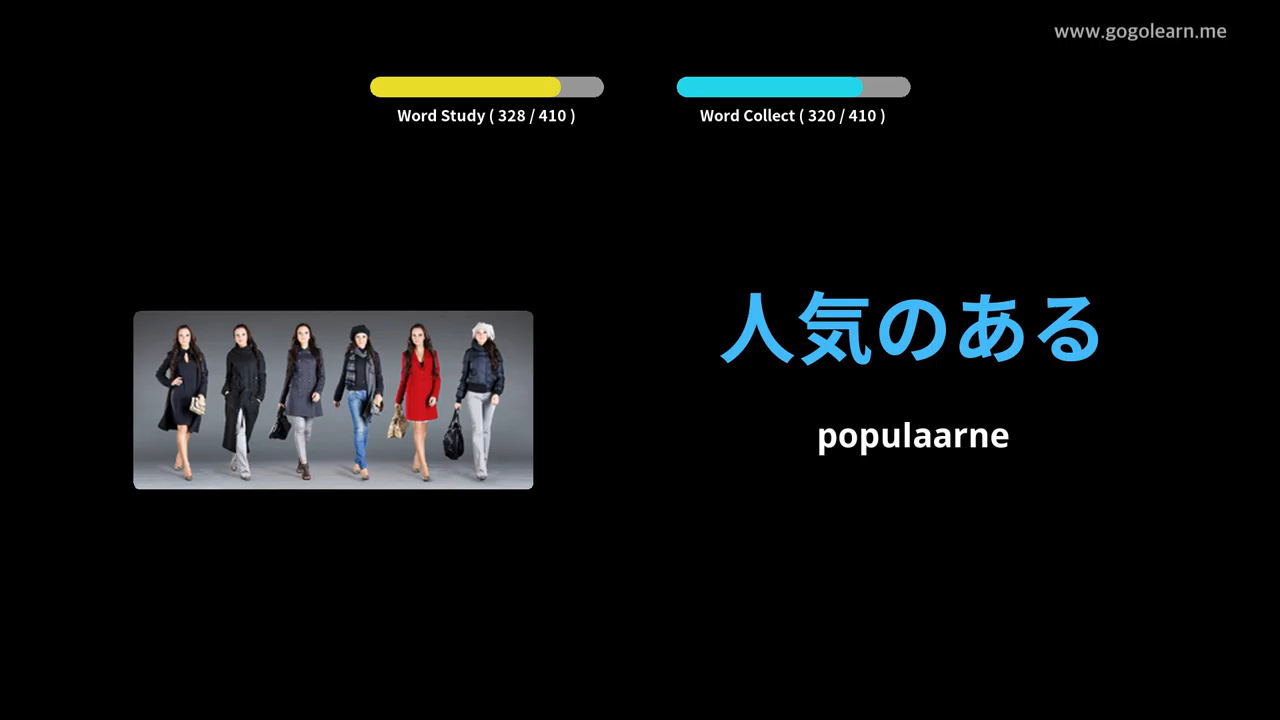 www.gogolearn.me
Word Study ( 328 / 410 )
Word Collect ( 320 / 410 )
人気のある
populaarne